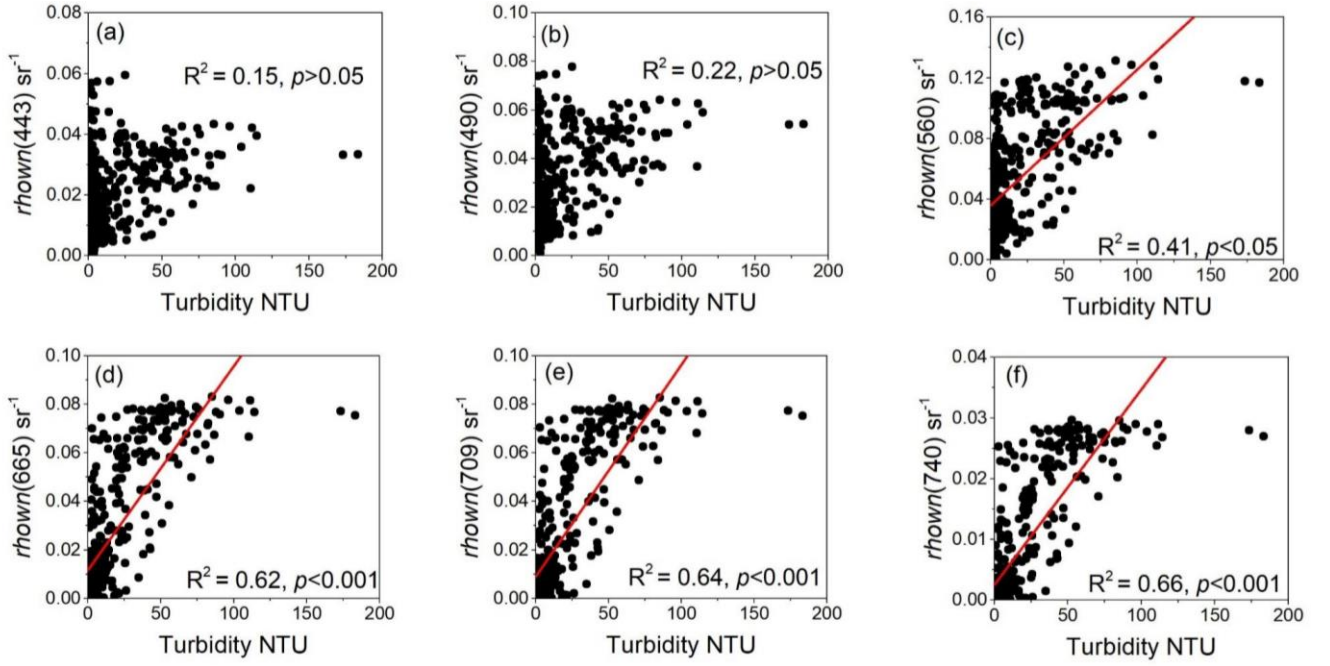 0.08
(a)
R² = 0.15, p>0.05
0.06
0.04
0.02
0.00
0 50 100 150 200
rhown(443) sr⁻¹
Turbidity NTU
0.10
(b)
0.08
R² = 0.22, p>0.05
0.06
0.04
0.02
0.00
0 50 100 150 200
rhown(490) sr⁻¹
Turbidity NTU
0.16
(c)
0.12
0.08
0.04
R² = 0.41, p<0.05
0.00
0 50 100 150 200
rhown(560) sr⁻¹
Turbidity NTU
0.10
(d)
0.08
0.06
0.04
0.02
R² = 0.62, p<0.001
0.00
0 50 100 150 200
rhown(665) sr⁻¹
Turbidity NTU
0.10
(e)
0.08
0.06
0.04
0.02
R² = 0.64, p<0.001
0.00
0 50 100 150 200
rhown(709) sr⁻¹
Turbidity NTU
0.04
(f)
0.03
0.02
0.01
R² = 0.66, p<0.001
0.00
0 50 100 150 200
rhown(740) sr⁻¹
Turbidity NTU